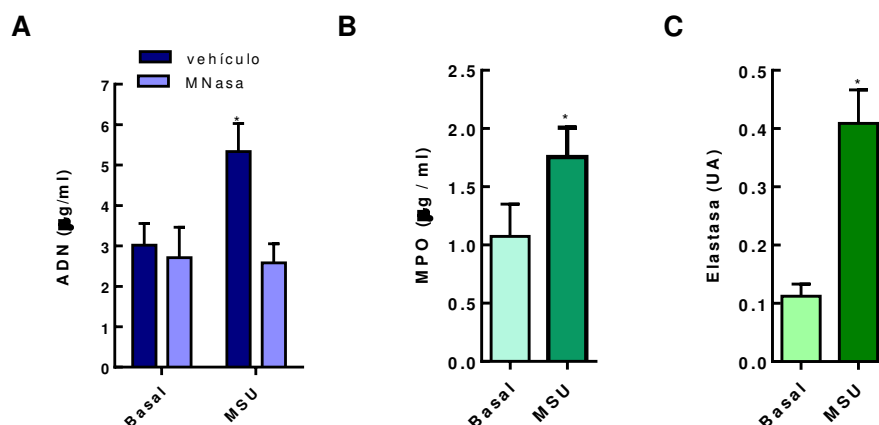 A
vehículo
MNasa
7
6
5
4
3
2
1
0
ADN (µg/ml)
*
Basal
MSU
B
2.5
2.0
1.5
1.0
0.5
0.0
MPO (µg / ml)
*
Basal
MSU
C
0.5
0.4
0.3
0.2
0.1
0.0
Elastasa (UA)
*
Basal
MSU